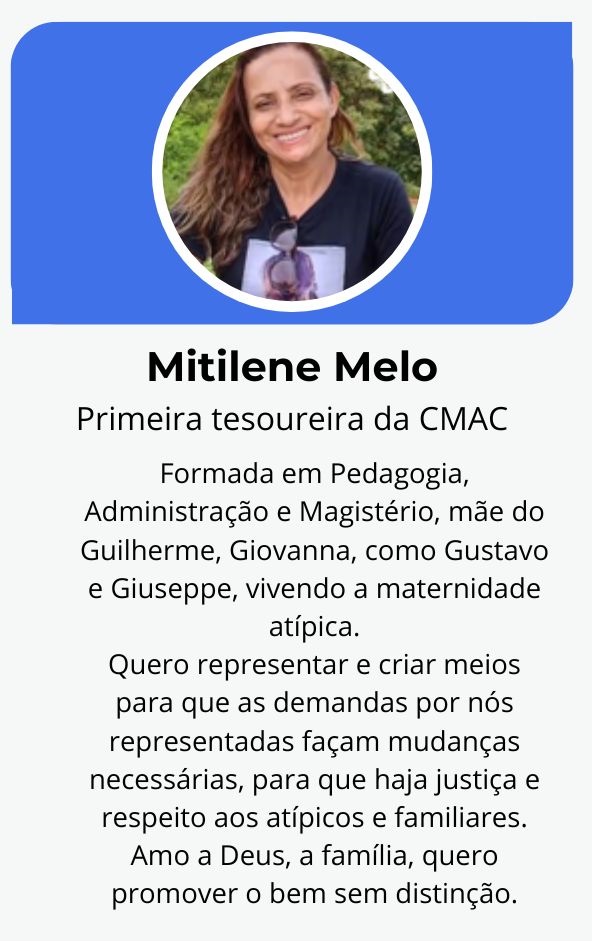 Mitilene Melo
Primeira tesoureira da CMAC
Formada em Pedagogia,
Administração e Magistério, mãe do
Guilherme, Giovanna, como Gustavo
e Giuseppe, vivendo a maternidade
atípica.
Quero representar e criar meios
para que as demandas por nós
representadas façam mudanças
necessárias, para que haja justiça e
respeito aos atípicos e familiares.
Amo a Deus, a família, quero
promover o bem sem distinção.